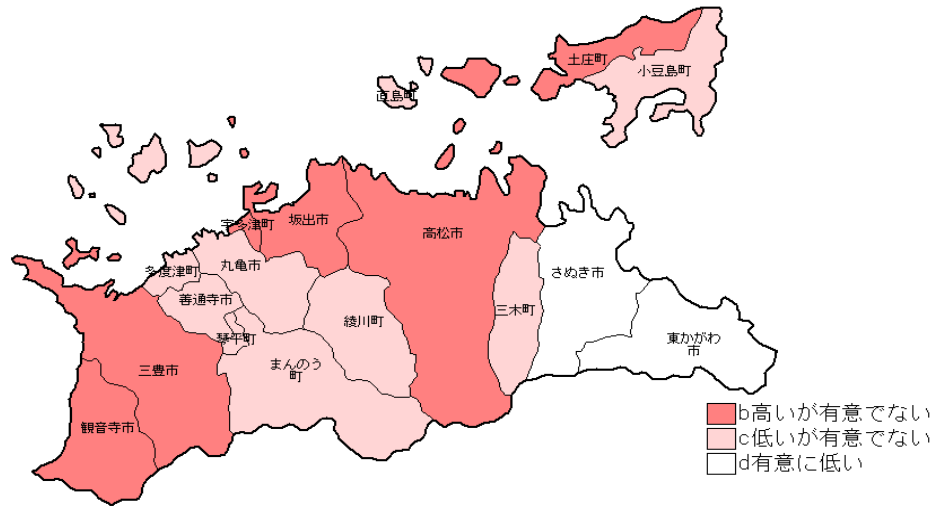 土庄町
小豆島町
直島町
宇多津町
坂出市
高松市
多度津町
丸亀市
さぬき市
善通寺市
綾川町
三木町
琴平町
まんのう
町
東かがわ
市
三豊市
観音寺市
b高いが有意でない
c低いが有意でない
d有意に低い